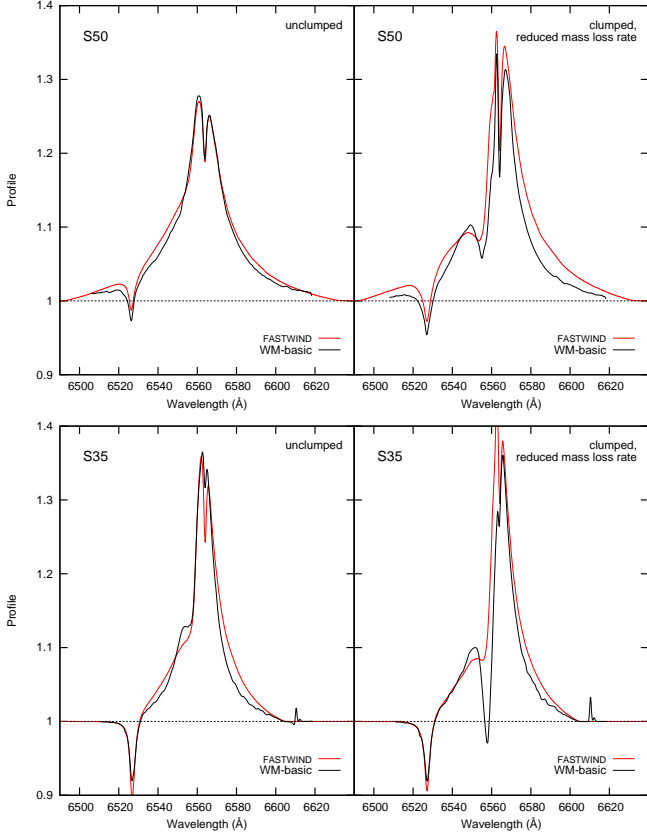 S50
unclumped
S50
clumped,
reduced mass loss rate
Profile
1.4
1.3
1.2
1.1
1
0.9
FASTWIND
WM-basic
FASTWIND
WM-basic
6500 6520 6540 6560 6580 6600 6620
6500 6520 6540 6560 6580 6600 6620
Wavelength (Å)
Wavelength (Å)
S35
unclumped
S35
clumped,
reduced mass loss rate
Profile
1.4
1.3
1.2
1.1
1
0.9
FASTWIND
WM-basic
FASTWIND
WM-basic
6500 6520 6540 6560 6580 6600 6620
6500 6520 6540 6560 6580 6600 6620
Wavelength (Å)
Wavelength (Å)